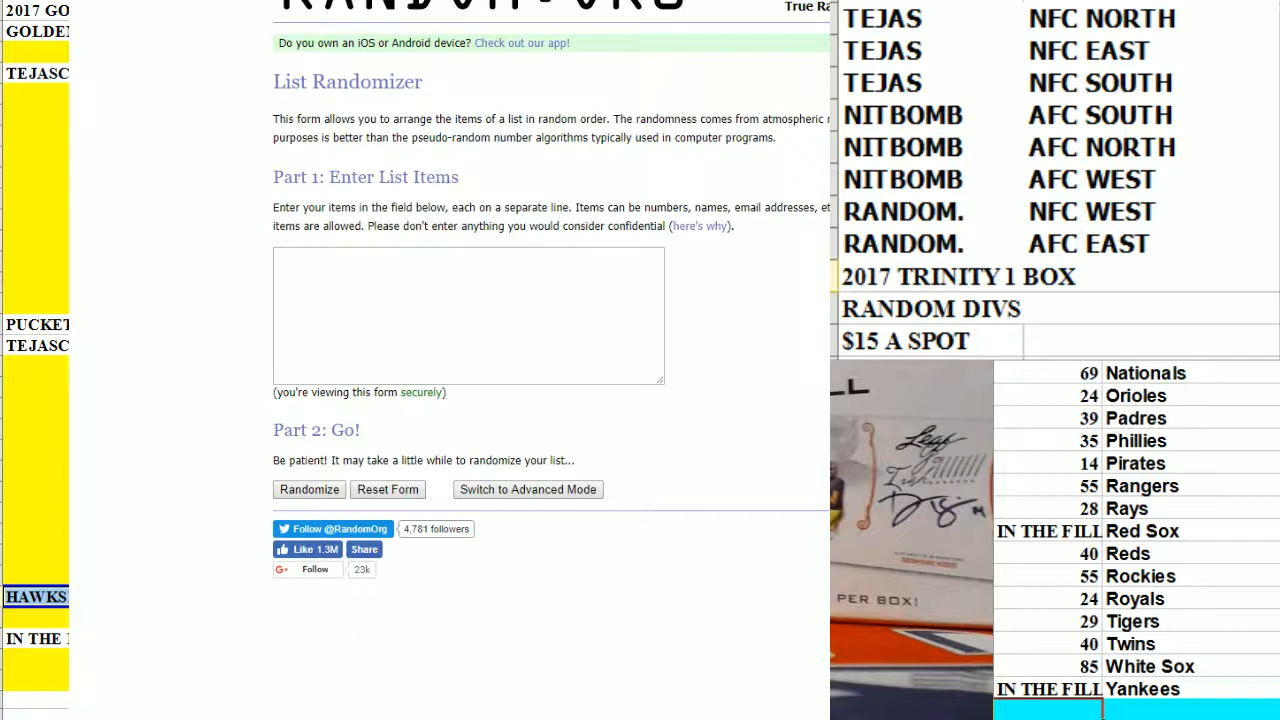 2017 GO
GOLDE
TEJASC
PUCKET
TEJASC
HAWKS
IN THE
RANDOM.ORG
True Ra
Do you own an iOS or Android device? Check out our app!
List Randomizer
This form allows you to arrange the items of a list in random order. The randomness comes from atmospheric
purposes is better than the pseudo-random number algorithms typically used in computer programs.
Part 1: Enter List Items
Enter your items in the field below, each on a separate line. Items can be numbers, names, email addresses, et
items are allowed. Please don't enter anything you would consider confidential (here's why).
(you're viewing this form securely)
Part 2: Go!
Be patient! It may take a little while to randomize your list...
Randomize Reset Form Switch to Advanced Mode
Follow @RandomOrg 4,781 followers
Like 1.3M Share
G+ Follow 23k
TEJAS NFC NORTH
TEJAS NFC EAST
TEJAS NFC SOUTH
NITBOMB AFC SOUTH
NITBOMB AFC NORTH
NITBOMB AFC WEST
RANDOM. NFC WEST
RANDOM. AFC EAST
2017 TRINITY 1 BOX
RANDOM DIVS
$15 A SPOT
Leaf
PER BOX!
69 Nationals
24 Orioles
39 Padres
35 Phillies
14 Pirates
55 Rangers
28 Rays
IN THE FILL Red Sox
40 Reds
55 Rockies
24 Royals
29 Tigers
40 Twins
85 White Sox
IN THE FILL Yankees